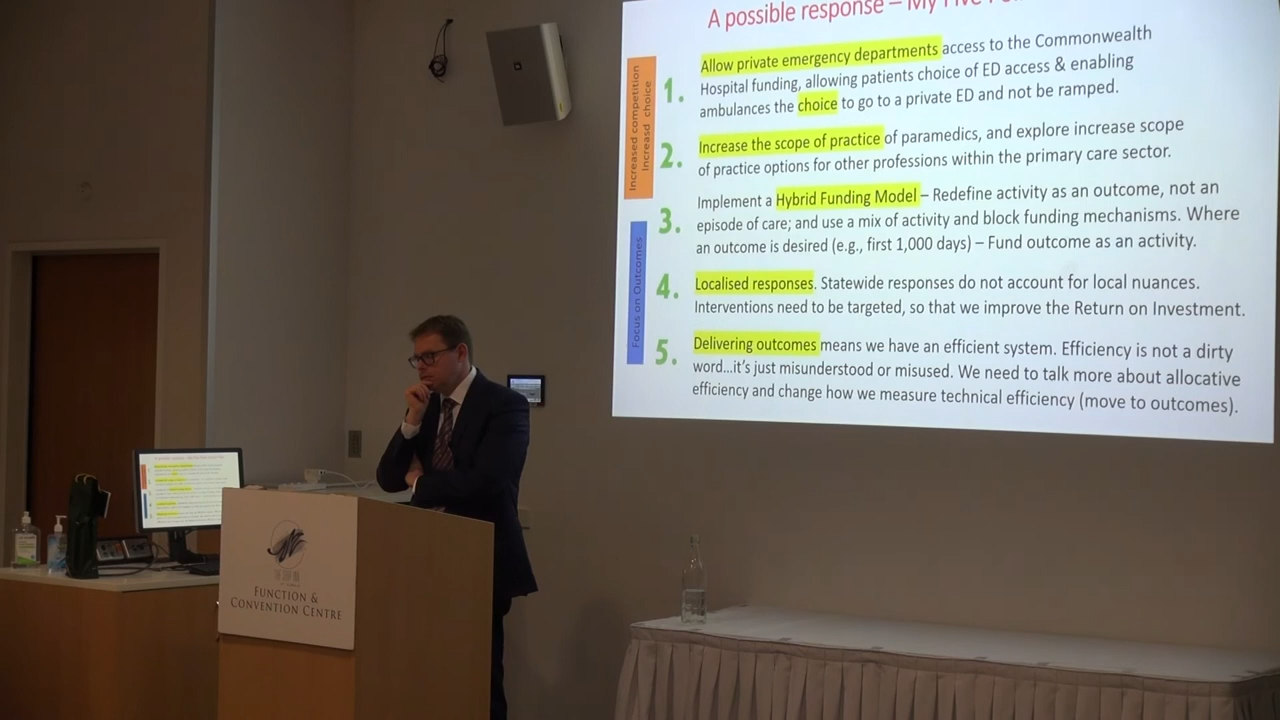 A possible response – My Five
Increased competition
Increasd choice
1.
Allow private emergency departments access to the Commonwealth
Hospital funding, allowing patients choice of ED access & enabling
ambulances the choice to go to a private ED and not be ramped.
2.
Increase the scope of practice of paramedics, and explore increase scope
of practice options for other professions within the primary care sector.
Focus on Outcomes
3.
Implement a Hybrid Funding Model – Redefine activity as an outcome, not an
episode of care; and use a mix of activity and block funding mechanisms. Where
an outcome is desired (e.g., first 1,000 days) – Fund outcome as an activity.
4.
Localised responses. Statewide responses do not account for local nuances.
Interventions need to be targeted, so that we improve the Return on Investment.
5.
Delivering outcomes means we have an efficient system. Efficiency is not a dirty
word...it's just misunderstood or misused. We need to talk more about allocative
efficiency and change how we measure technical efficiency (move to outcomes).
FUNCTION &
CONVENTION CENTRE